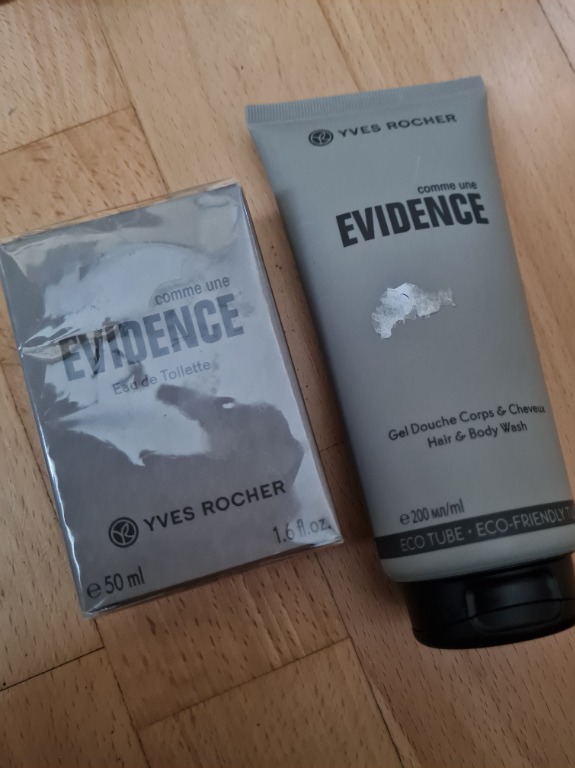 comme une
EVIDENCE
Eau de Toilette
YVES ROCHER
1.6 fl.oz.
e 50 ml
YVES ROCHER
comme une
EVIDENCE
Gel Douche Corps & Cheveux
Hair & Body Wash
e 200 мл/ml
ECO TUBE • ECO-FRIENDLY